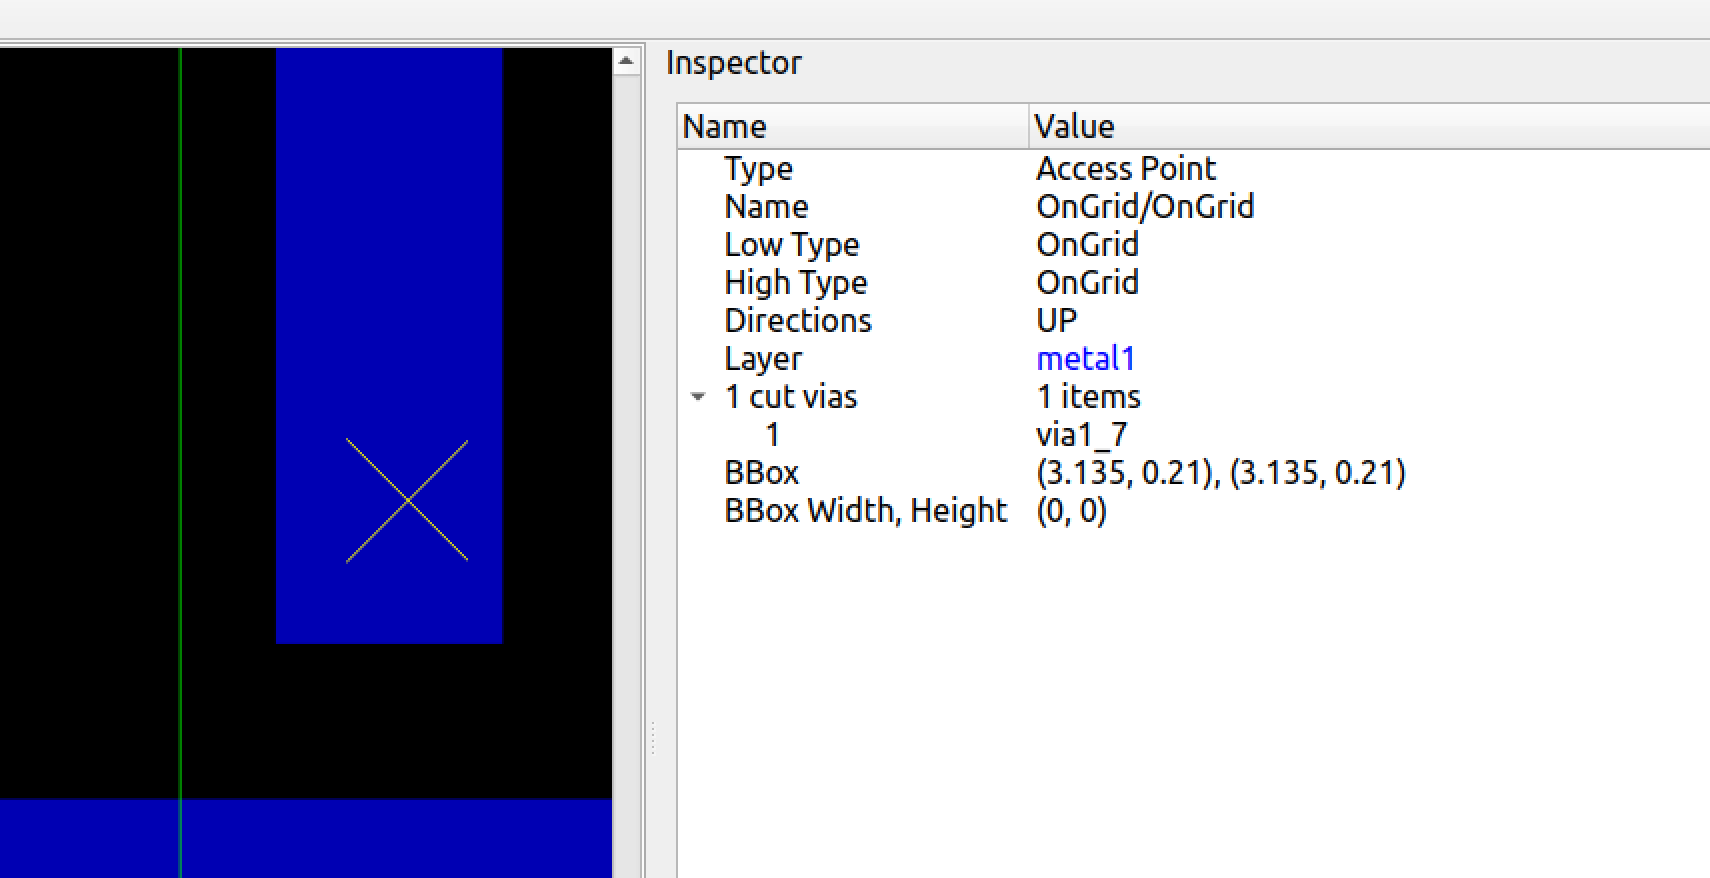 Inspector
Name Value
Type Access Point
Name OnGrid/OnGrid
Low Type OnGrid
High Type OnGrid
Directions UP
Layer metal1
1 cut vias 1 items
1 via1_7
BBox (3.135, 0.21), (3.135, 0.21)
BBox Width, Height (0, 0)